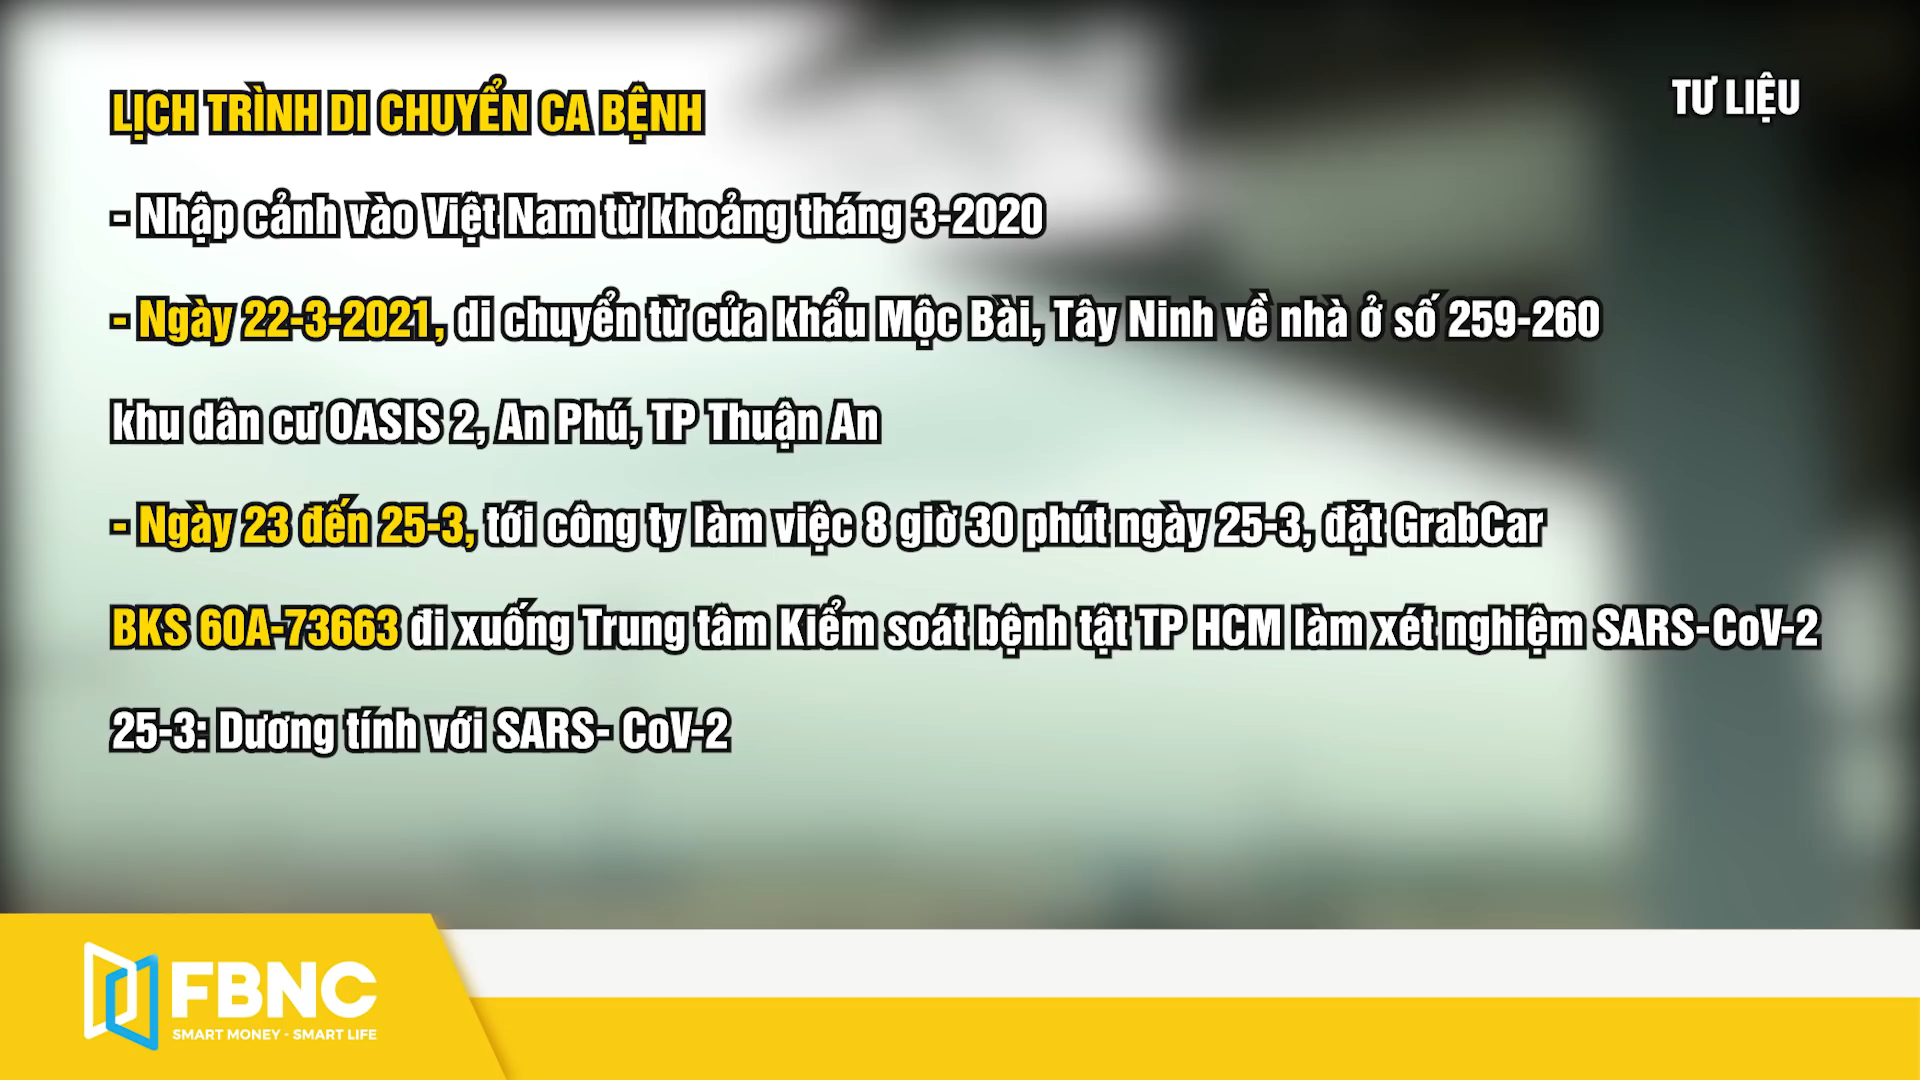 LỊCH TRÌNH DI CHUYỂN CA BỆNH
TƯ LIỆU
- Nhập cảnh vào Việt Nam từ khoảng tháng 3-2020
- Ngày 22-3-2021, di chuyển từ cửa khẩu Mộc Bài, Tây Ninh về nhà ở số 259-260
khu dân cư OASIS 2, An Phú, TP Thuận An
- Ngày 23 đến 25-3, tới công ty làm việc 8 giờ 30 phút ngày 25-3, đặt GrabCar
BKS 60A-73663 đi xuống Trung tâm Kiểm soát bệnh tật TP HCM làm xét nghiệm SARS-CoV-2
25-3: Dương tính với SARS- CoV-2
FBNC
SMART MONEY - SMART LIFE